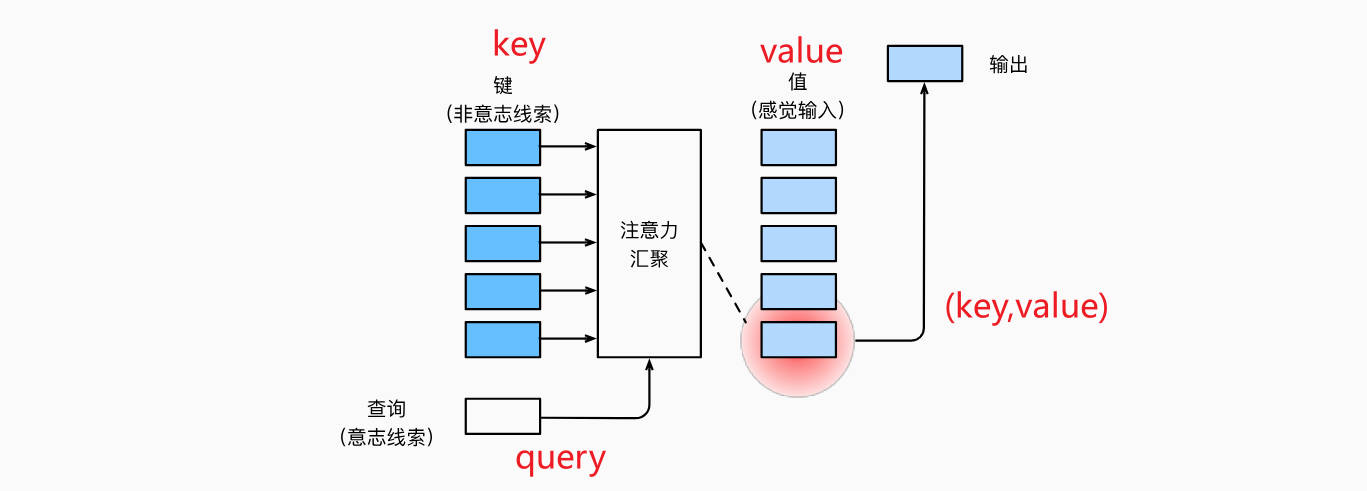 key
键
(非意志线索)
value
值
(感觉输入)
输出
注意力
汇聚
(key,value)
查询
(意志线索)
query